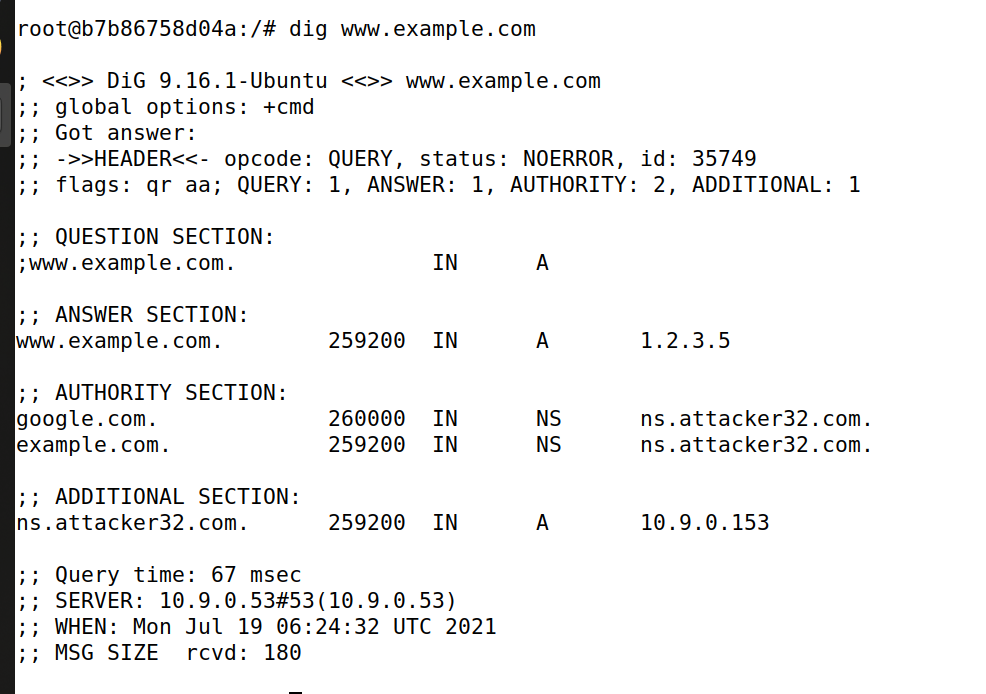 root@b7b86758d04a:/# dig www.example.com
; <<>> DiG 9.16.1-Ubuntu <<>> www.example.com
;; global options: +cmd
;; Got answer:
;; ->>HEADER<<- opcode: QUERY, status: NOERROR, id: 35749
;; flags: qr aa; QUERY: 1, ANSWER: 1, AUTHORITY: 2, ADDITIONAL: 1
;; QUESTION SECTION:
;www.example.com. IN A
;; ANSWER SECTION:
www.example.com. 259200 IN A 1.2.3.5
;; AUTHORITY SECTION:
google.com. 260000 IN NS ns.attacker32.com.
example.com. 259200 IN NS ns.attacker32.com.
;; ADDITIONAL SECTION:
ns.attacker32.com. 259200 IN A 10.9.0.153
;; Query time: 67 msec
;; SERVER: 10.9.0.53#53(10.9.0.53)
;; WHEN: Mon Jul 19 06:24:32 UTC 2021
;; MSG SIZE  rcvd: 180